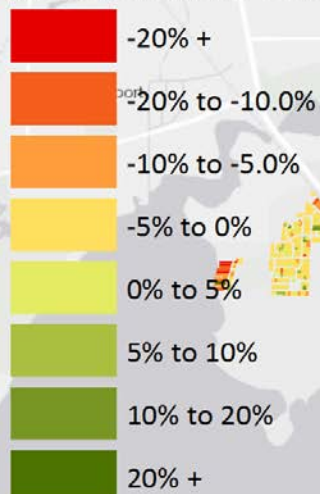 -20% +
port
-20% to -10.0%
-10% to -5.0%
-5% to 0%
0% to 5%
5% to 10%
10% to 20%
20% +